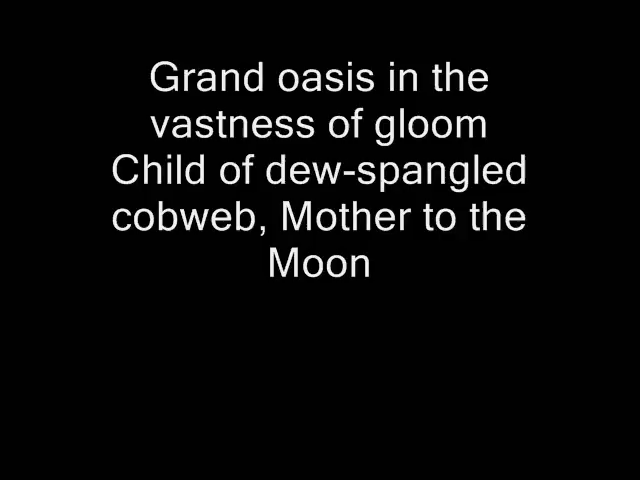 Grand oasis in the
vastness of gloom
Child of dew-spangled
cobweb, Mother to the
Moon